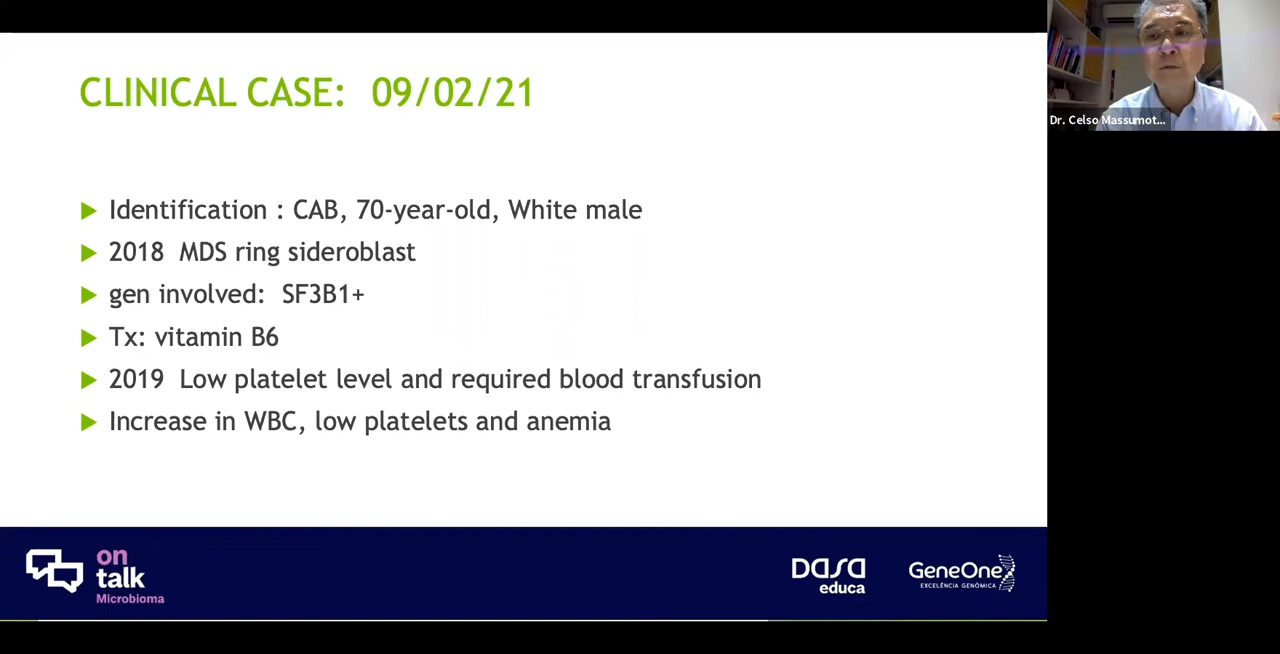 CLINICAL CASE: 09/02/21
Identification : CAB, 70-year-old, White male
2018 MDS ring sideroblast
gen involved: SF3B1+
Tx: vitamin B6
2019 Low platelet level and required blood transfusion
Increase in WBC, low platelets and anemia
on
talk
Microbioma
Dasa
educa
GeneOne
EXCELÊNCIA GENÔMICA
Dr. Celso Massumot...